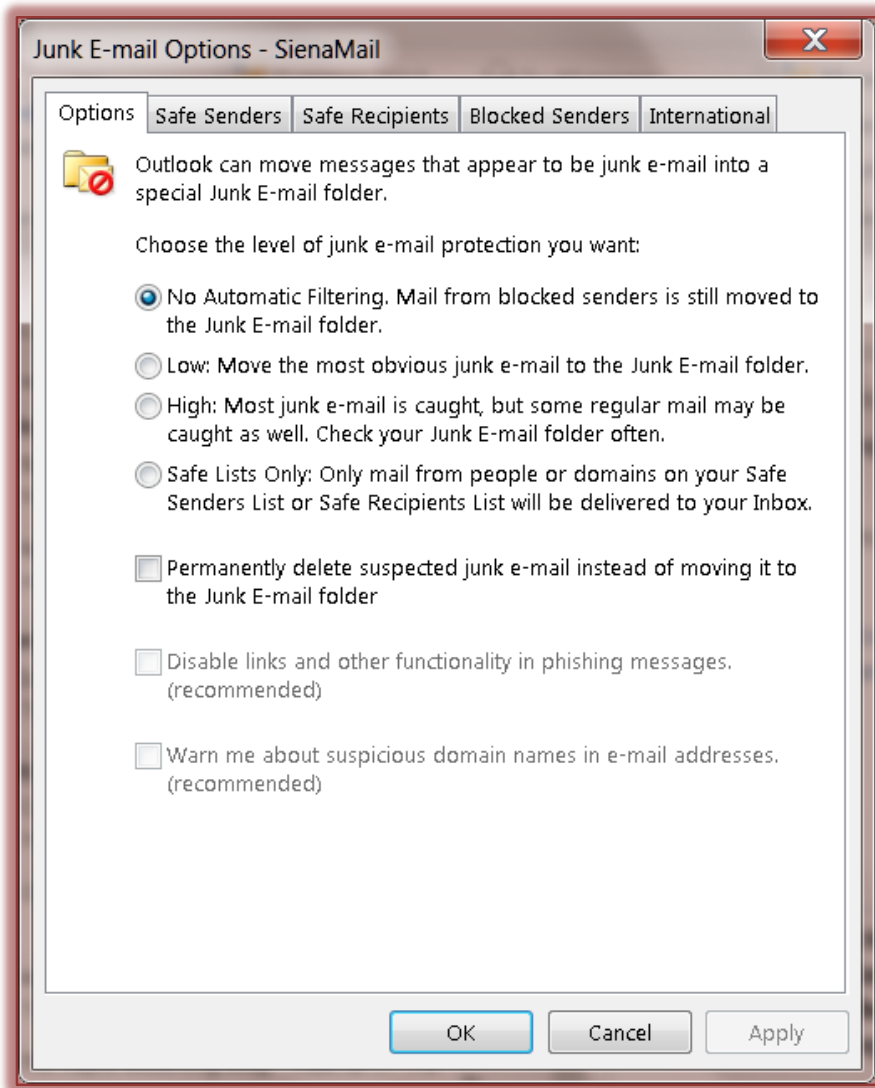 Junk E-mail Options - SienaMail
Options Safe Senders Safe Recipients Blocked Senders International
Outlook can move messages that appear to be junk e-mail into a
special Junk E-mail folder.
Choose the level of junk e-mail protection you want:
No Automatic Filtering. Mail from blocked senders is still moved to
the Junk E-mail folder.
Low: Move the most obvious junk e-mail to the Junk E-mail folder.
High: Most junk e-mail is caught, but some regular mail may be
caught as well. Check your Junk E-mail folder often.
Safe Lists Only: Only mail from people or domains on your Safe
Senders List or Safe Recipients List will be delivered to your Inbox.
Permanently delete suspected junk e-mail instead of moving it to
the Junk E-mail folder
Disable links and other functionality in phishing messages.
(recommended)
Warn me about suspicious domain names in e-mail addresses.
(recommended)
OK Cancel Apply